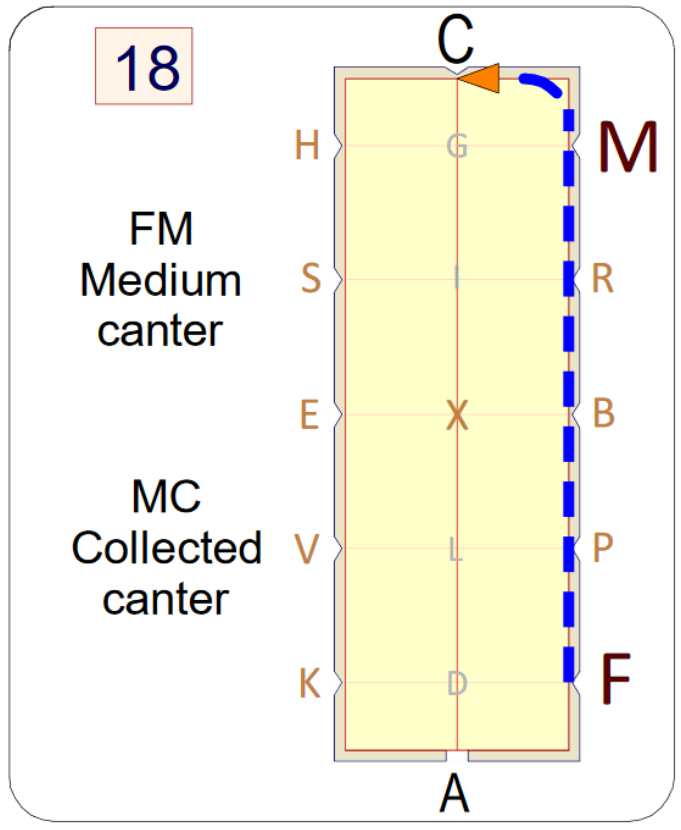 C
18
H G M
FM
Medium
canter
S I R
E X B
MC
Collected
canter
V L P
K D F
A